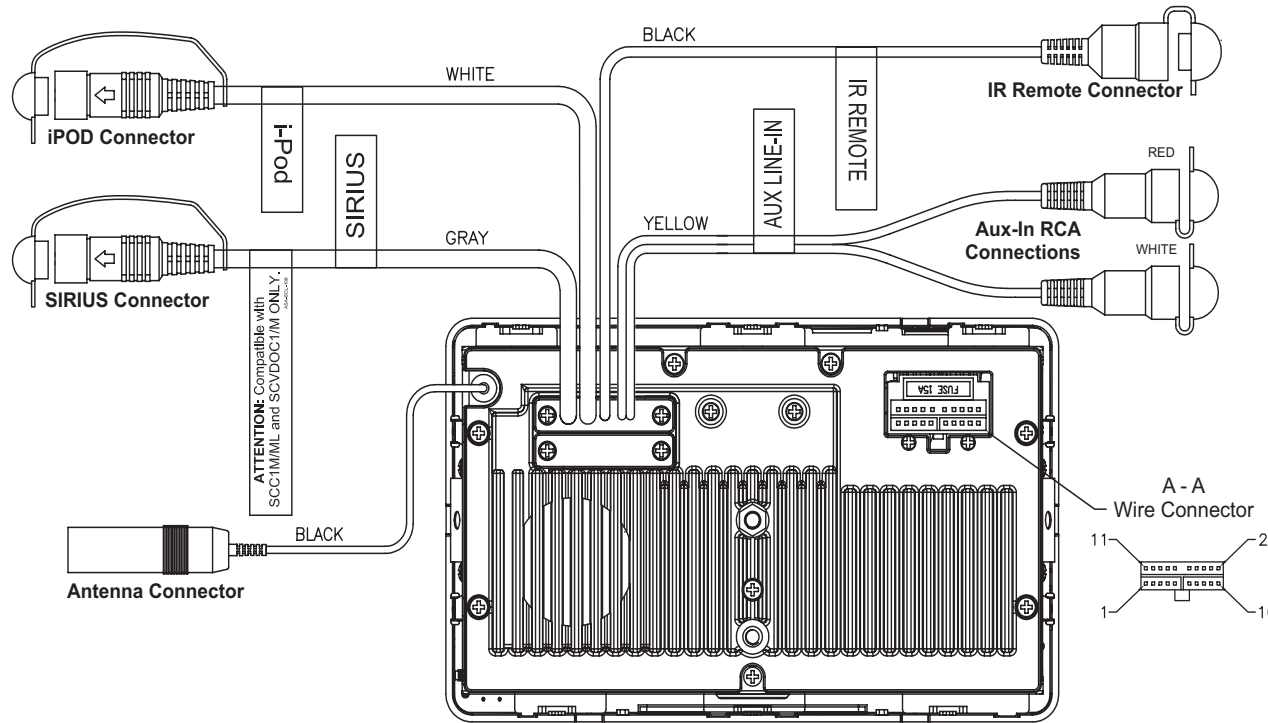 BLACK
WHITE
IR REMOTE
IR Remote Connector
iPOD Connector
i-Pod
SIRIUS
AUX LINE-IN
RED
YELLOW
Aux-In RCA
Connections
WHITE
GRAY
SIRIUS Connector
ATTENTION: Compatible with
SCC1M/ML and SCVDOC1/M ONLY.
FUSE 15A
A - A
Wire Connector
11
2
1
1
BLACK
Antenna Connector